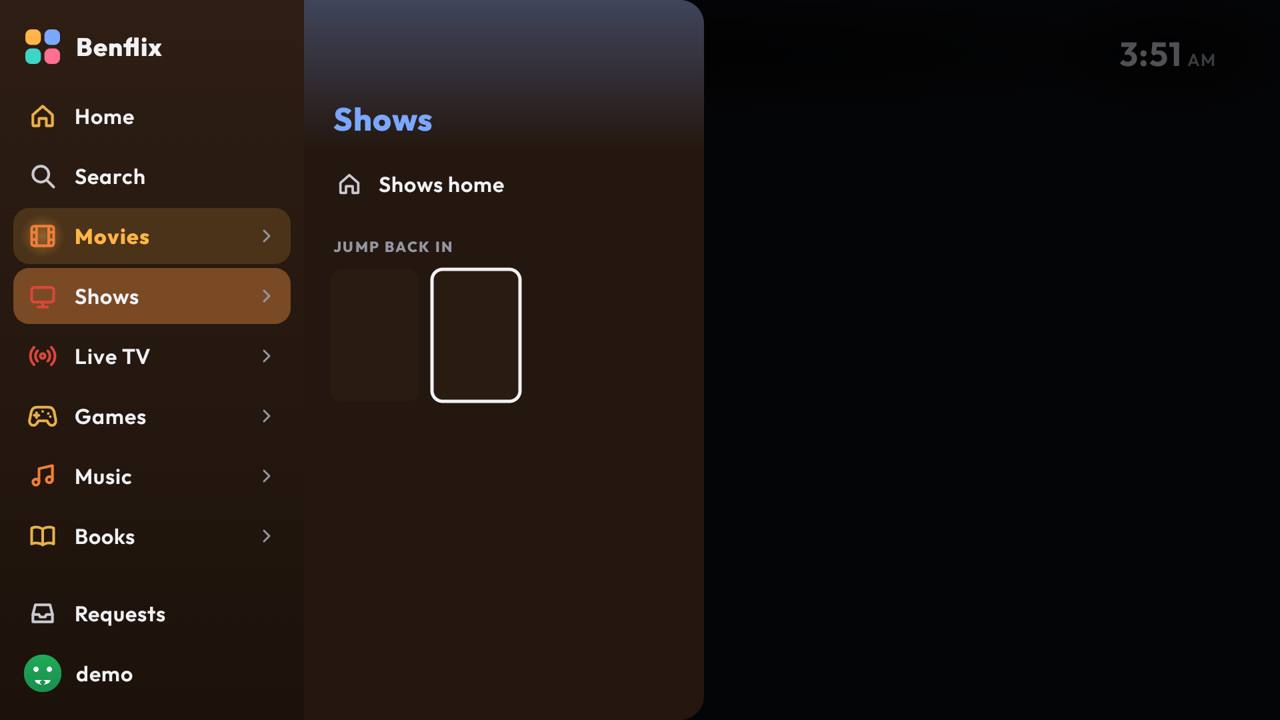 Benflix
Home
Search
Movies
Shows
Live TV
Games
Music
Books
Requests
demo
Shows
Shows home
JUMP BACK IN
3:51 AM